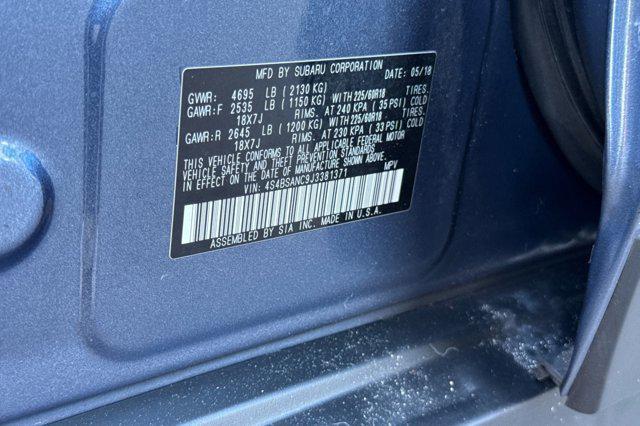 MFD BY SUBARU CORPORATION DATE: 05/18
GVWR: 4695 LB (2130 KG)
GAWR:F 2535 LB (1150 KG) WITH 225/60R18 TIRES.
18X7J RIMS. AT 240 KPA (35 PSI) COLD
GAWR:R 2645 LB (1200 KG) WITH 225/60R18 TIRES.
18X7J RIMS. AT 230 KPA (33 PSI) COLD
THIS VEHICLE CONFORMS TO ALL APPLICABLE FEDERAL MOTOR
VEHICLE SAFETY AND THEFT PREVENTION STANDARDS
IN EFFECT ON THE DATE OF MANUFACTURE SHOWN ABOVE.
VIN: 4S4BSANC9J3381371 MPV
ASSEMBLED BY SIA INC. MADE IN U.S.A.